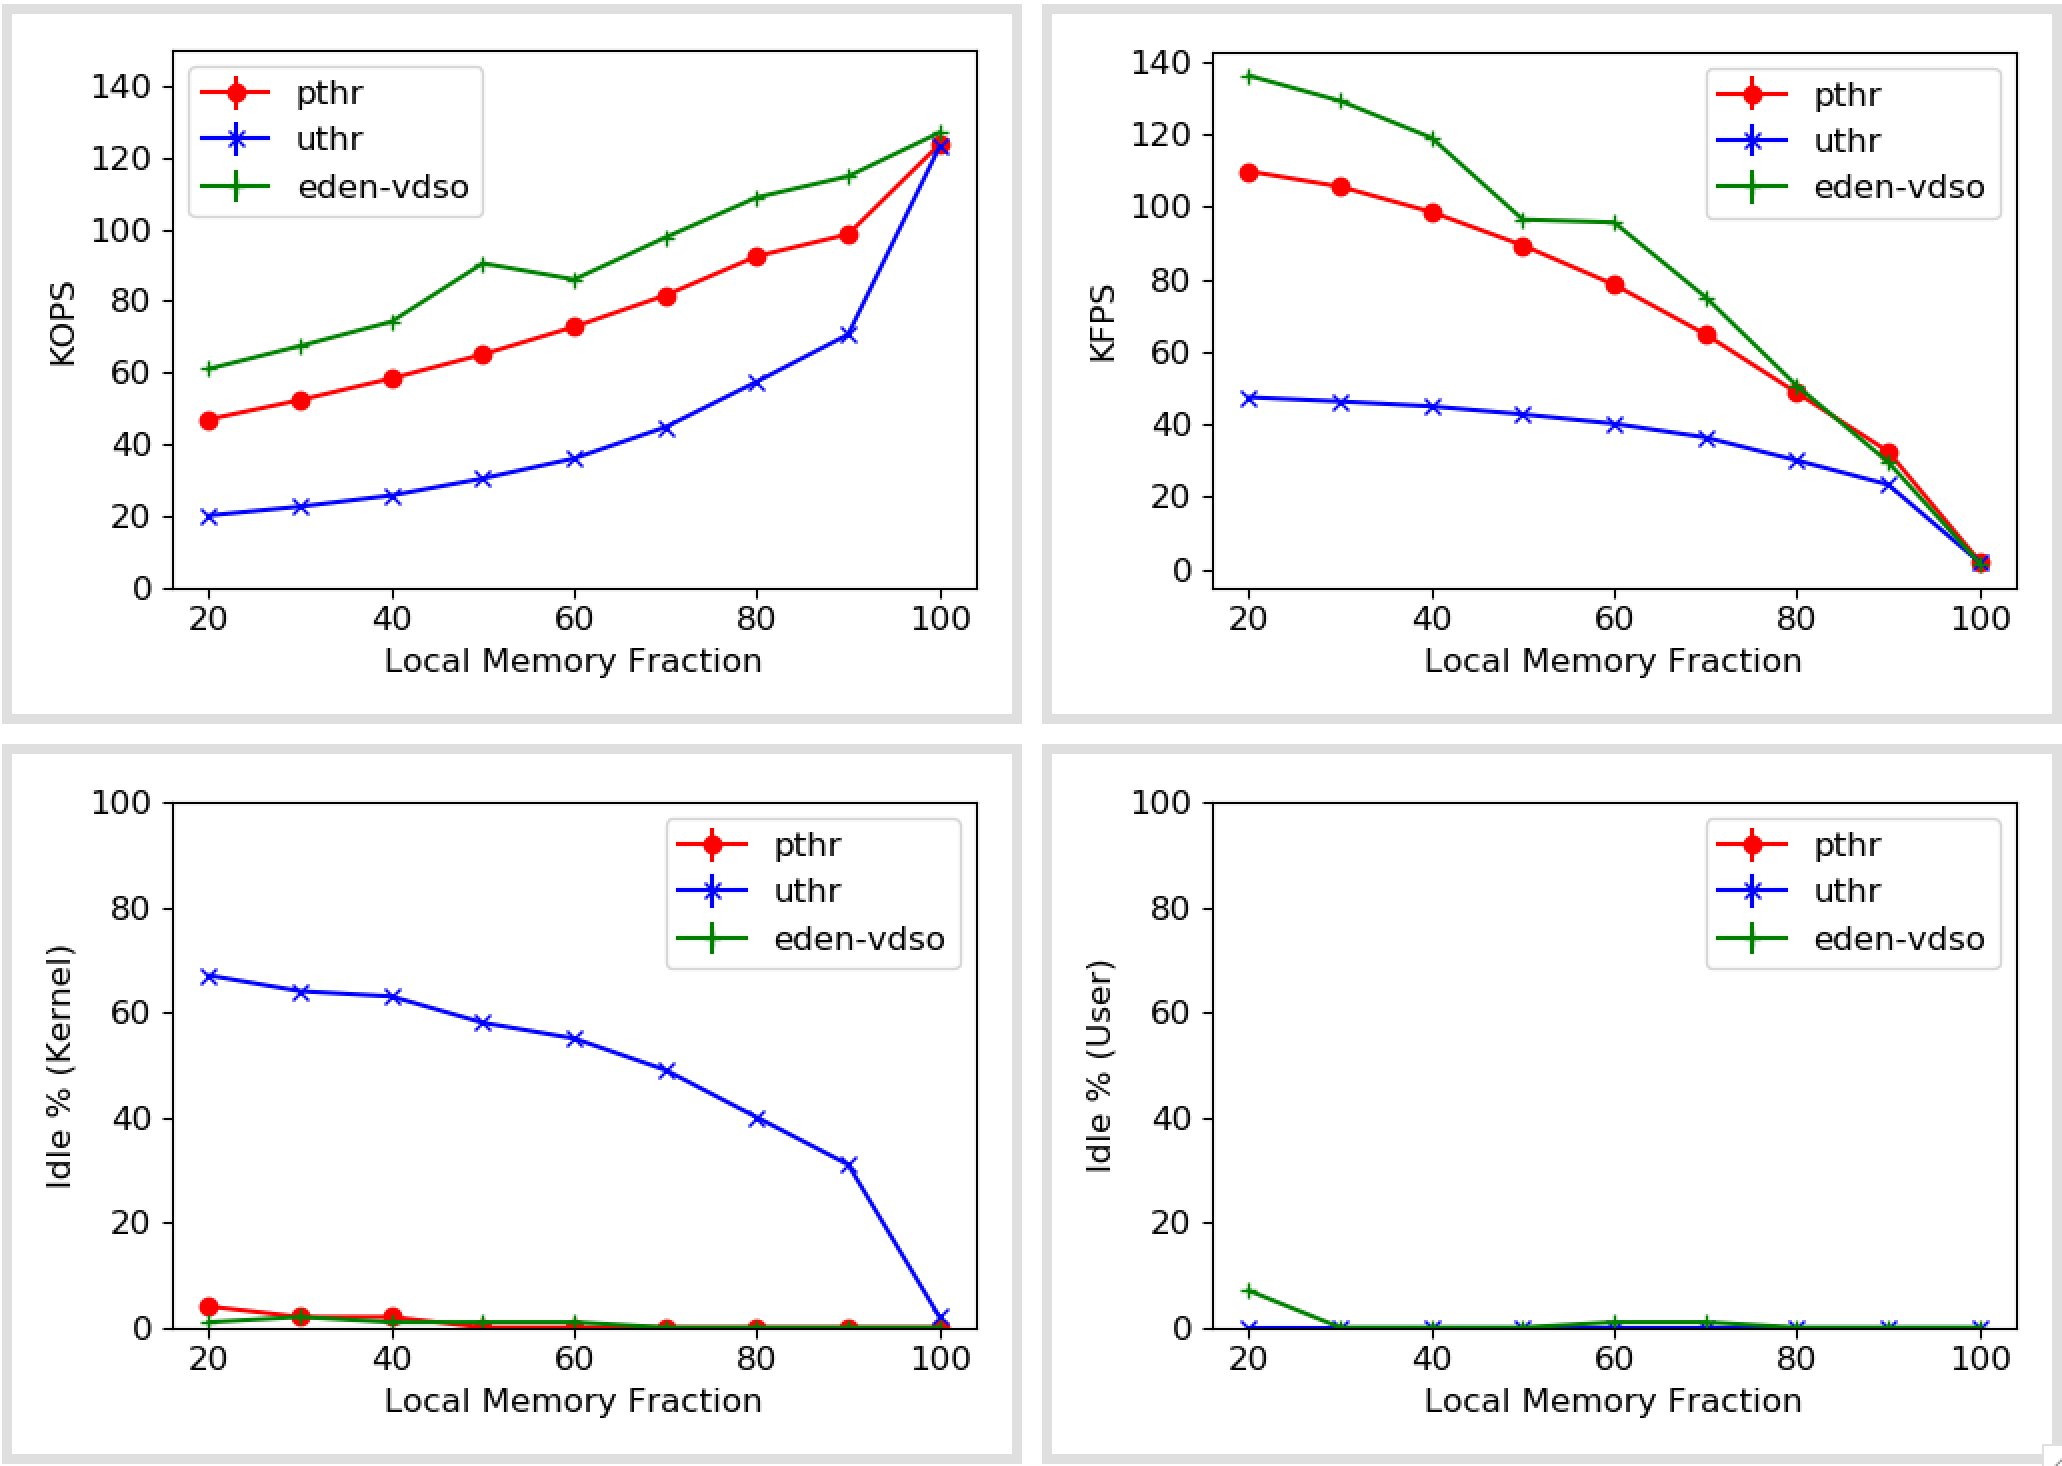 140
120
100
80
60
40
20
0
KOPS
pthr
uthr
eden-vdso
20 40 60 80 100
Local Memory Fraction
140
120
100
80
60
40
20
0
KFPS
pthr
uthr
eden-vdso
20 40 60 80 100
Local Memory Fraction
100
80
60
40
20
0
Idle % (Kernel)
pthr
uthr
eden-vdso
20 40 60 80 100
Local Memory Fraction
100
80
60
40
20
0
Idle % (User)
pthr
uthr
eden-vdso
20 40 60 80 100
Local Memory Fraction